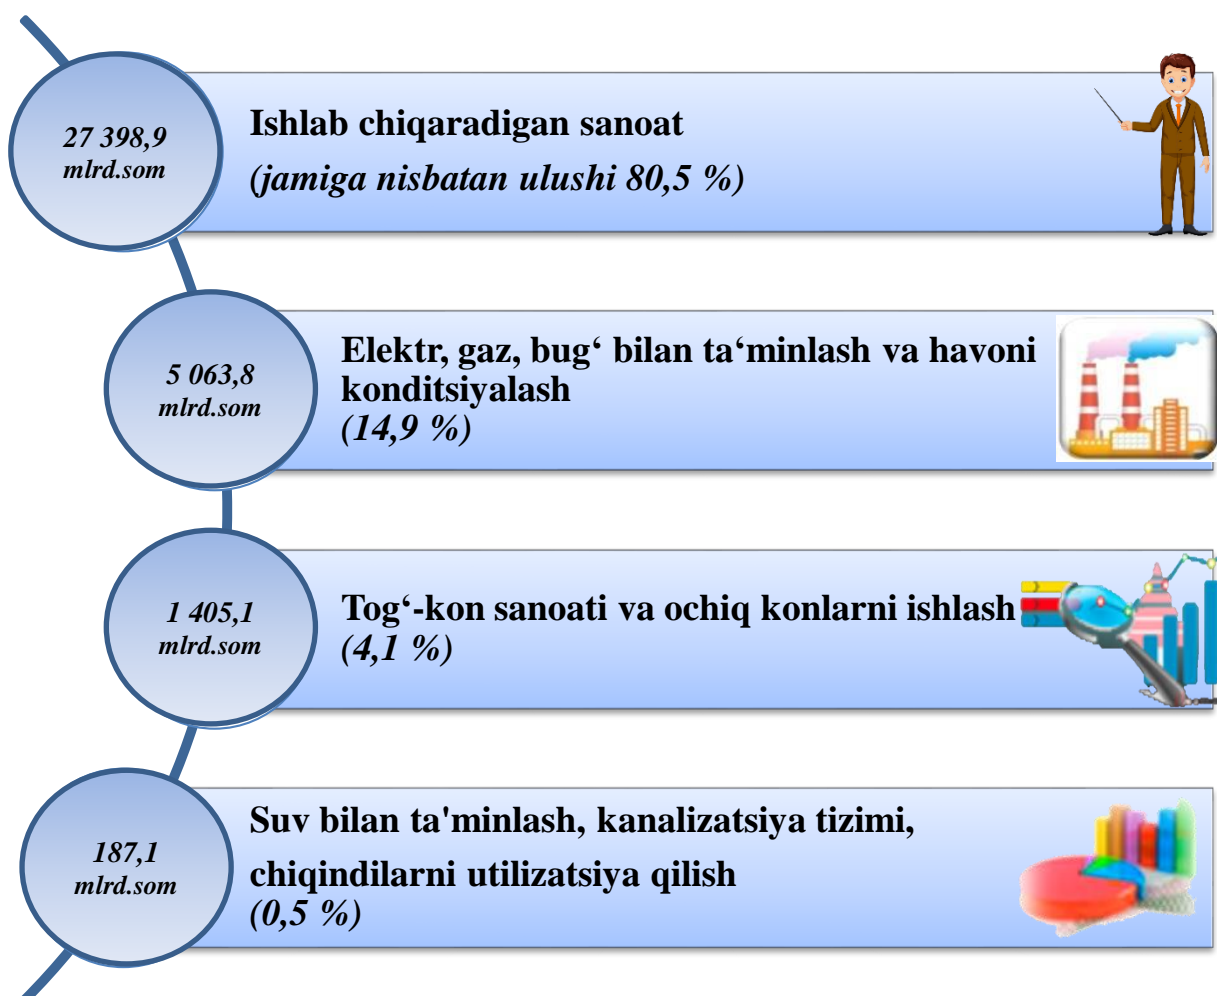 27 398,9
mlrd.som
Ishlab chiqaradigan sanoat
(jamiga nisbatan ulushi 80,5 %)
5 063,8
mlrd.som
Elektr, gaz, bug‘ bilan ta‘minlash va havoni
konditsiyalash
(14,9 %)
1 405,1
mlrd.som
Tog‘-kon sanoati va ochiq konlarni ishlash
(4,1 %)
187,1
mlrd.som
Suv bilan ta'minlash, kanalizatsiya tizimi,
chiqindilarni utilizatsiya qilish
(0,5 %)